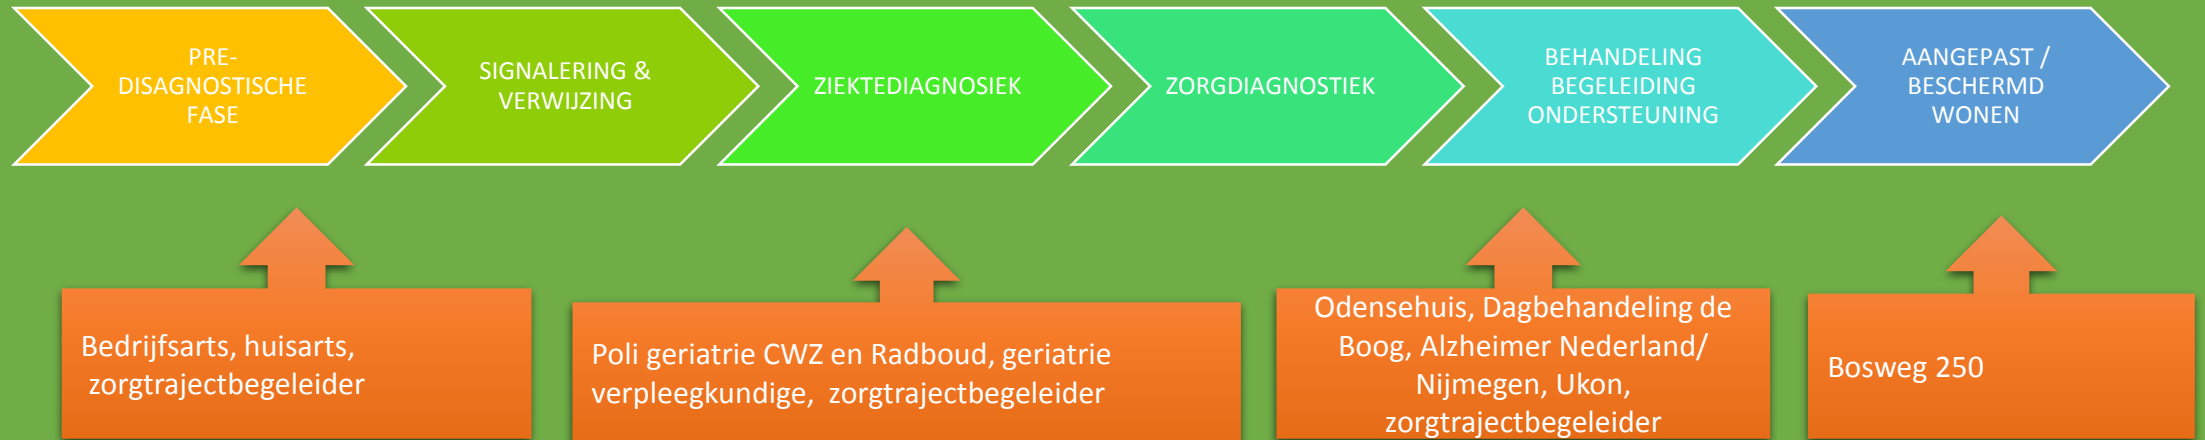 PRE-
DISAGNOSTISCHE
FASE
SIGNALERING &
VERWIJZING
ZIEKTEDIAGNOSIEK
ZORGDIAGNOSTIEK
BEHANDELING
BEGELEIDING
ONDERSTEUNING
AANGEPAST /
BESCHERMD
WONEN
Bedrijfsarts, huisarts,
zorgtrajectbegeleider
Poli geriatrie CWZ en Radboud, geriatrie
verpleegkundige, zorgtrajectbegeleider
Odensehuis, Dagbehandeling de
Boog, Alzheimer Nederland/
Nijmegen, Ukon,
zorgtrajectbegeleider
Bosweg 250